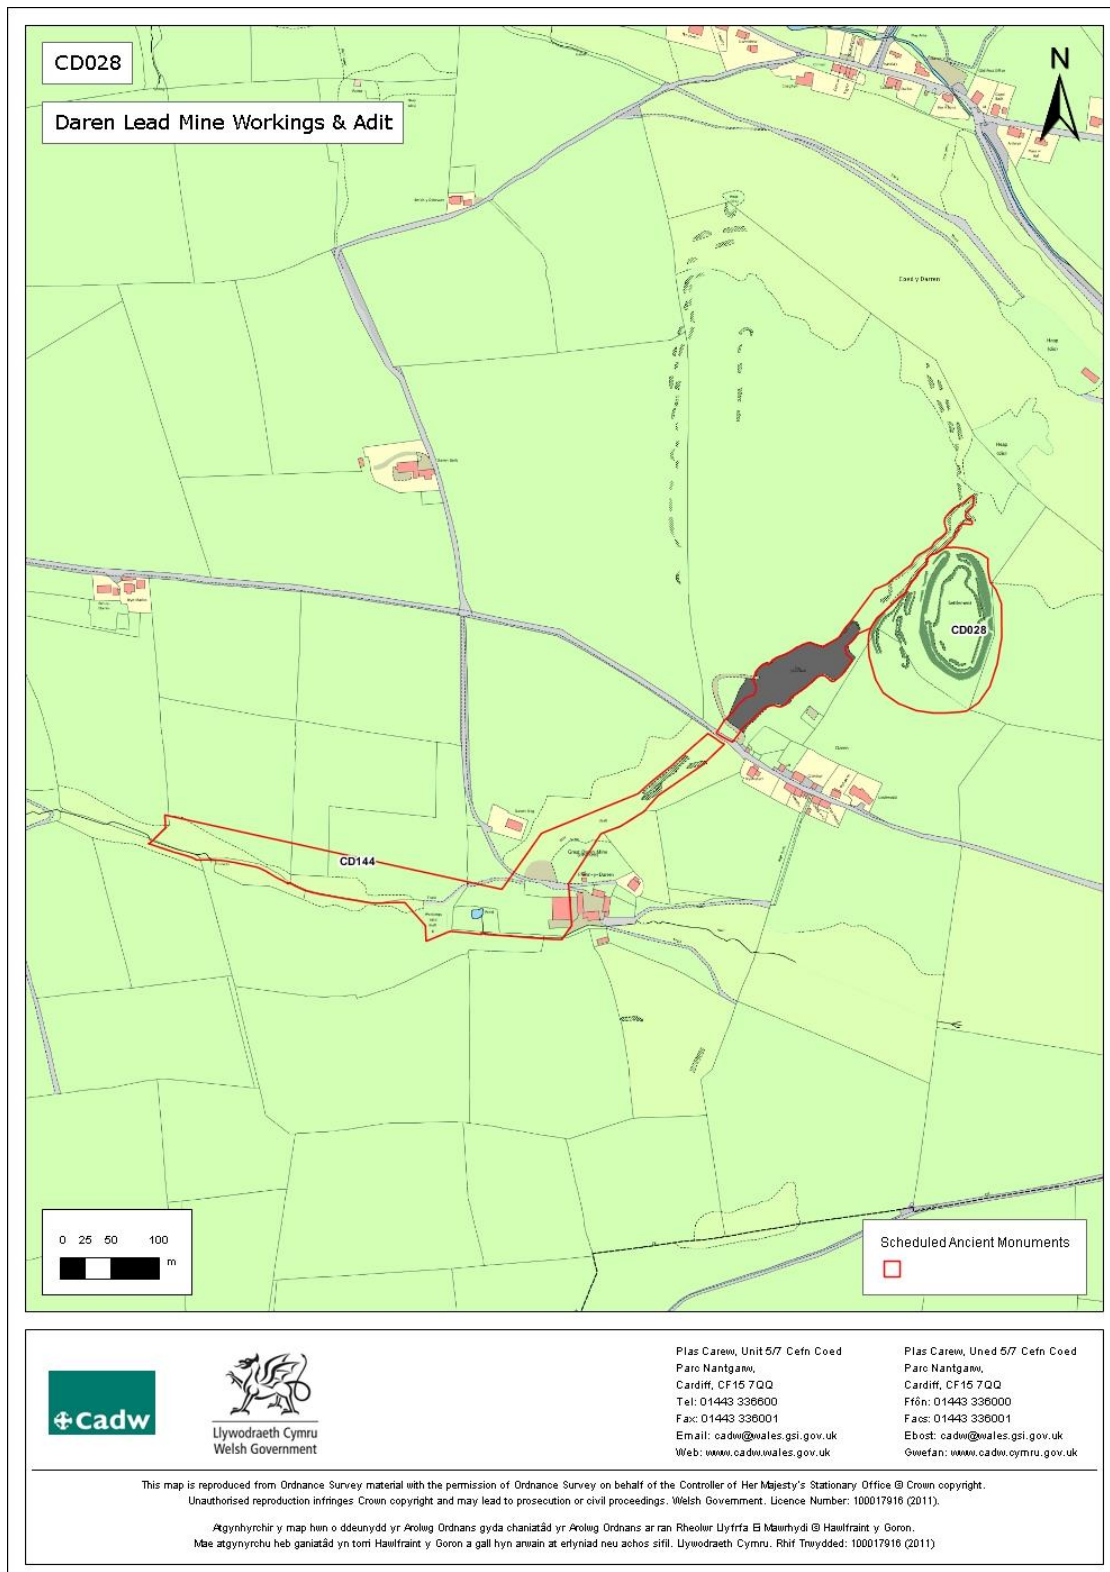 CD028
Daren Lead Mine Workings & Adit
N
Coed y Darren
Heap
Heap
Settlement
CD028
Daren
CD144
0 25 50 100
m
Scheduled Ancient Monuments
Cadw
Llywodraeth Cymru
Welsh Government
Plas Carew, Unit 5/7 Cefn Coed
Parc Nantgarw,
Cardiff, CF15 7QQ
Tel: 01443 336600
Fax: 01443 336001
Email: cadw@wales.gsi.gov.uk
Web: www.cadw.wales.gov.uk
Plas Carew, Uned 5/7 Cefn Coed
Parc Nantgarw,
Cardiff, CF15 7QQ
Ffôn: 01443 336000
Facs: 01443 336001
Ebost: cadw@wales.gsi.gov.uk
Gwefan: www.cadw.cymru.gov.uk
This map is reproduced from Ordnance Survey material with the permission of Ordnance Survey on behalf of the Controller of Her Majesty's Stationary Office © Crown copyright.
Unauthorised reproduction infringes Crown copyright and may lead to prosecution or civil proceedings. Welsh Government. Licence Number: 100017916 (2011).
Atgynhyrchir y map hwn o ddeunydd yr Arolwg Ordnans gyda chaniatâd yr Arolwg Ordnans ar ran Rheolwr Llyfrfa Ei Mawrhydi © Hawlfraint y Goron.
Mae atgynyrchu heb ganiatâd yn torri Hawlfraint y Goron a gall hyn arwain at erlyniad neu achos sifil. Llywodraeth Cymru. Rhif Trwydded: 100017916 (2011)